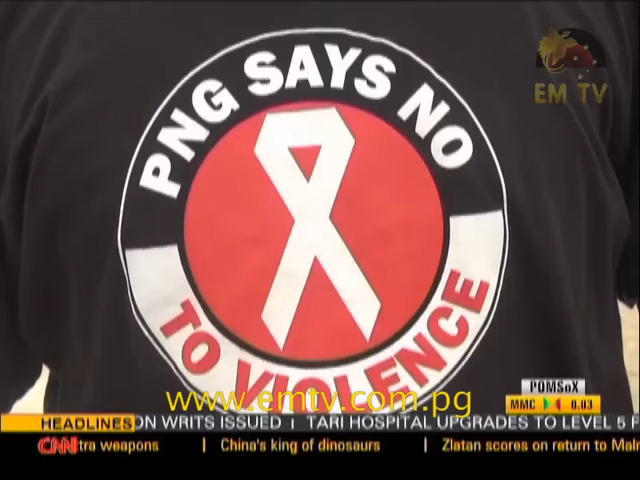 PNG SAYS NO
TO VIOLENCE
EM TV
www.emtv.com.pg
POMSoX
MMC 0.03
HEADLINES ON WRITS ISSUED | TARI HOSPITAL UPGRADES TO LEVEL 5 P
CNN tra weapons | China's king of dinosaurs | Zlatan scores on return to Mal